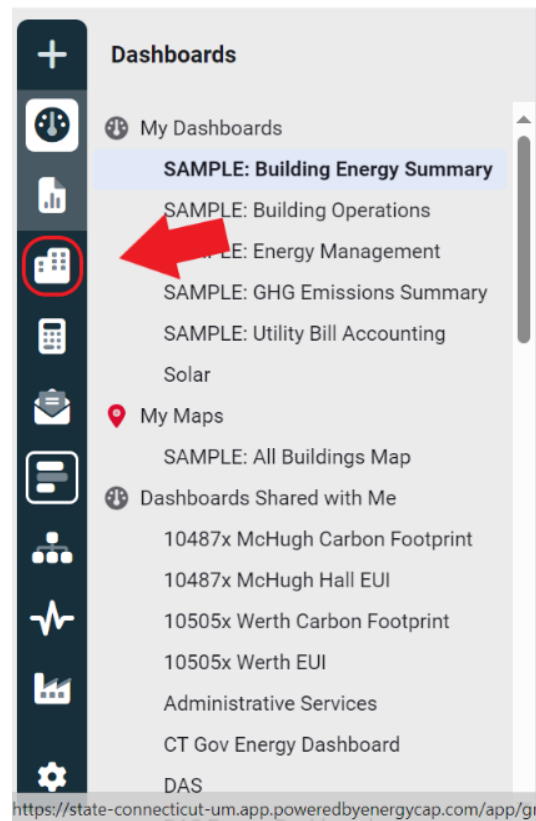 Dashboards
My Dashboards
SAMPLE: Building Energy Summary
SAMPLE: Building Operations
LE: Energy Management
SAMPLE: GHG Emissions Summary
SAMPLE: Utility Bill Accounting
Solar
My Maps
SAMPLE: All Buildings Map
Dashboards Shared with Me
10487x McHugh Carbon Footprint
10487x McHugh Hall EUI
10505x Werth Carbon Footprint
10505x Werth EUI
Administrative Services
CT Gov Energy Dashboard
DAS
https://state-connecticut-um.app.poweredbyenergycap.com/app/gr